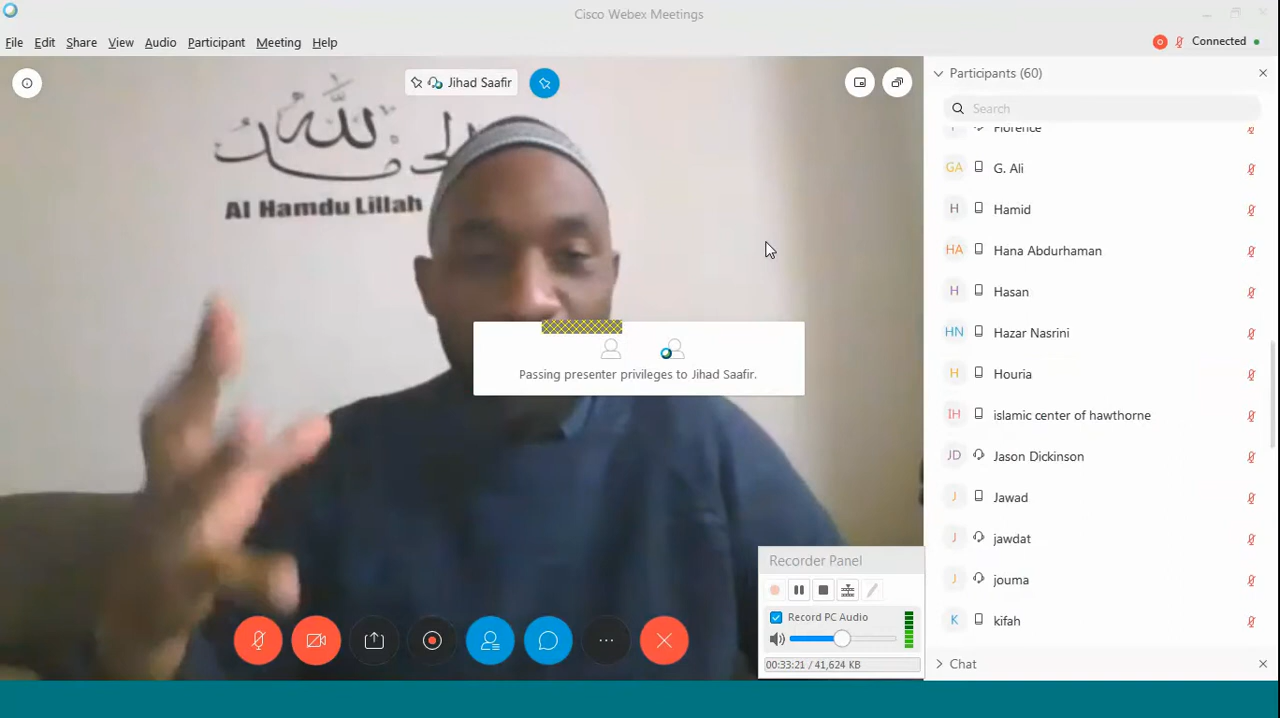 Cisco Webex Meetings
File Edit Share View Audio Participant Meeting Help
Connected
Jihad Saafir
Participants (60)
Search
Florence
GA G. Ali
H Hamid
HA Hana Abdurhaman
H Hasan
HN Hazar Nasrini
H Houria
IH islamic center of hawthorne
JD Jason Dickinson
J Jawad
J jawdat
J jouma
K kifah
Chat
الحمد لله
Al Hamdu Lillah
Passing presenter privileges to Jihad Saafir.
Recorder Panel
Record PC Audio
00:33:21 / 41,624 KB